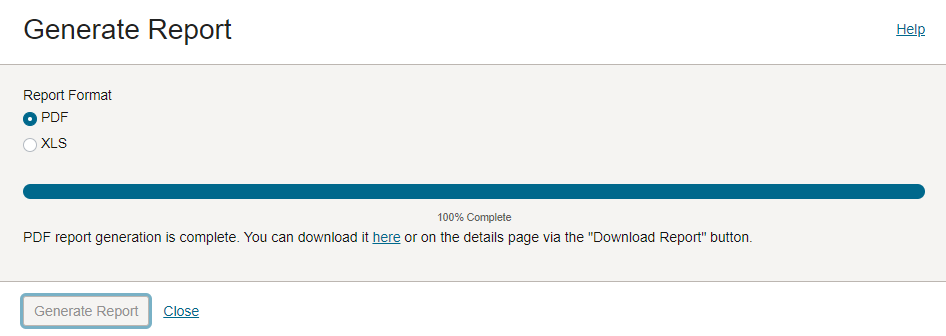 Generate Report
Help
Report Format
PDF
XLS
100% Complete
PDF report generation is complete. You can download it here or on the details page via the "Download Report" button.
Generate Report
Close